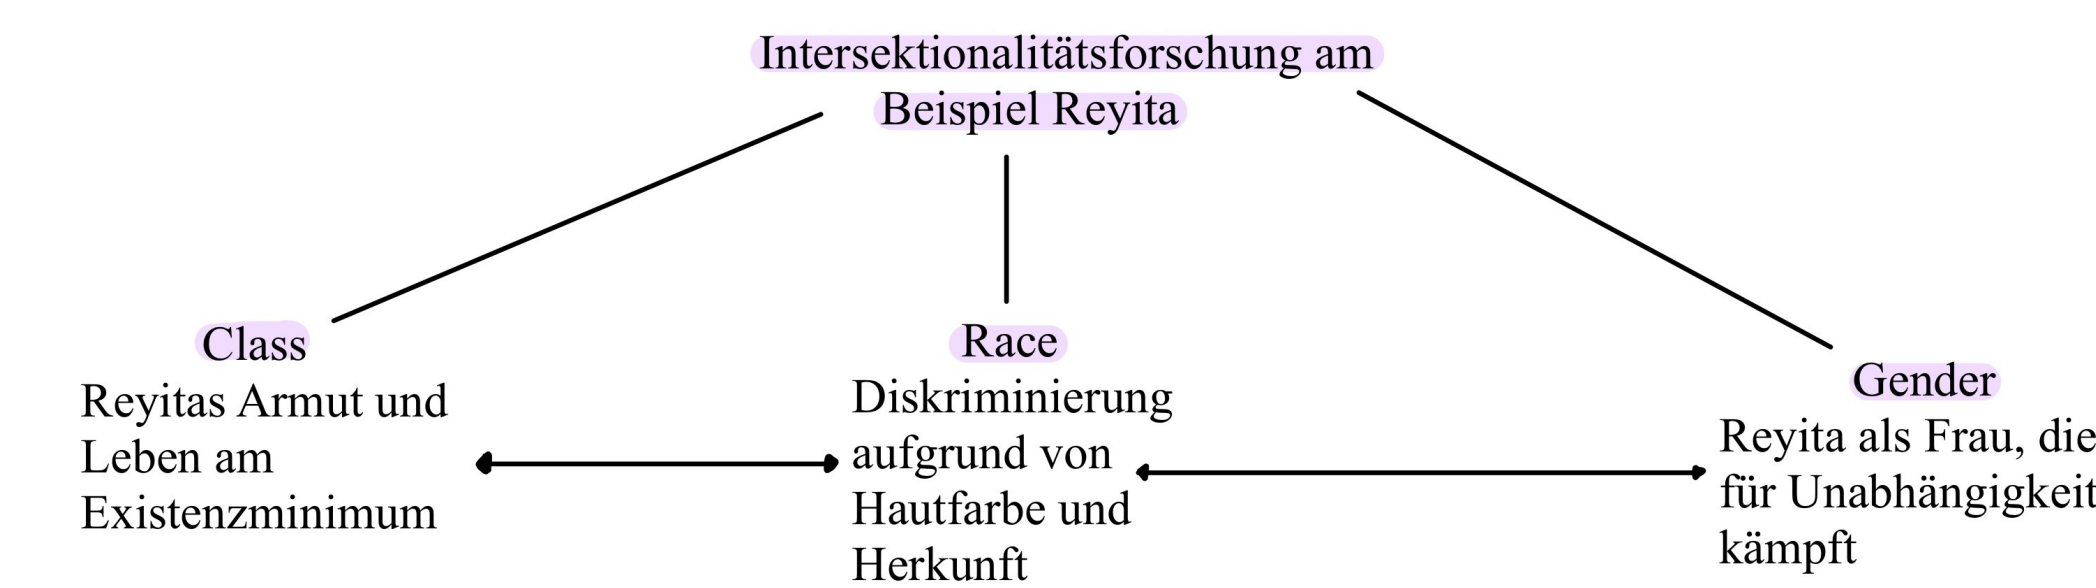 Intersektionalitätsforschung am
Beispiel Reyita
Class
Reyitas Armut und
Leben am
Existenzminimum
Race
Diskriminierung
aufgrund von
Hautfarbe und
Herkunft
Gender
Reyita als Frau, die
für Unabhängigkeit
kämpft